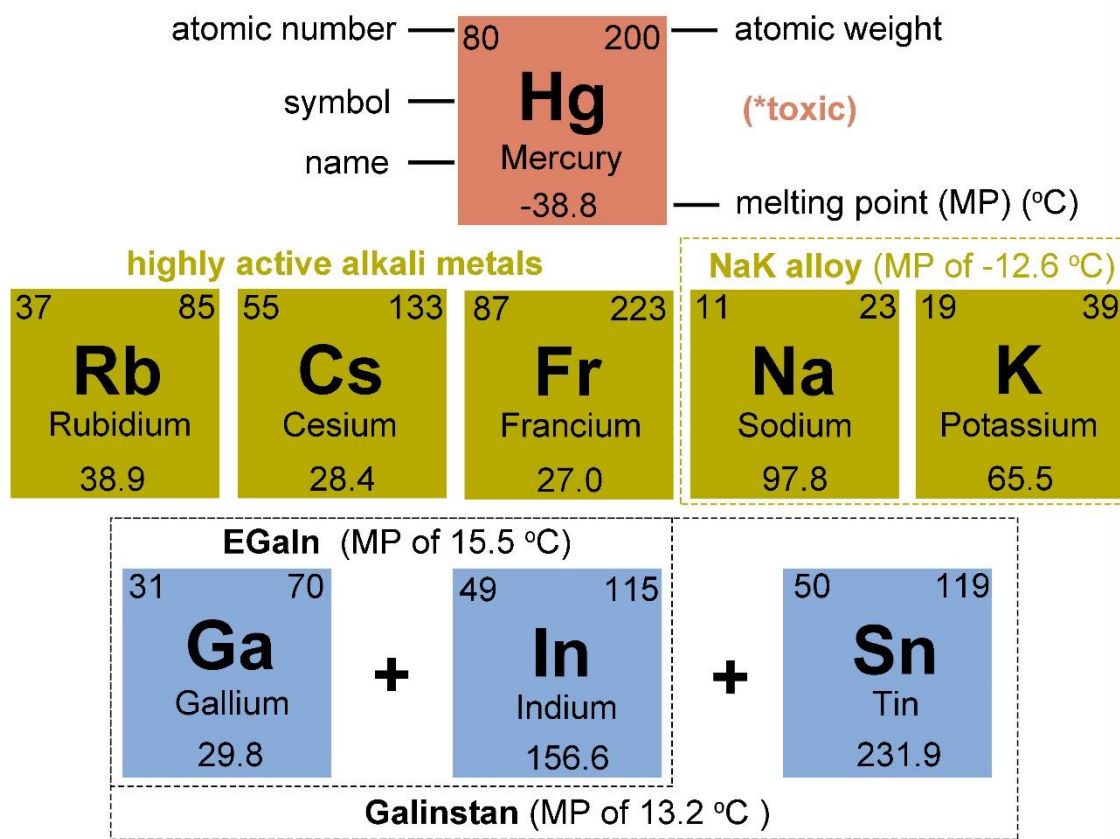 atomic number
80 200
atomic weight
symbol
Hg
(*toxic)
name
Mercury
-38.8
melting point (MP) (°C)
highly active alkali metals
NaK alloy (MP of -12.6 °C)
37 85
55 133
87 223
11 23
19 39
Rb
Cs
Fr
Na
K
Rubidium
Cesium
Francium
Sodium
Potassium
38.9
28.4
27.0
97.8
65.5
EGaIn (MP of 15.5 °C)
31 70
49 115
50 119
Ga
+
In
+
Sn
Gallium
Indium
Tin
29.8
156.6
231.9
Galinstan (MP of 13.2 °C )